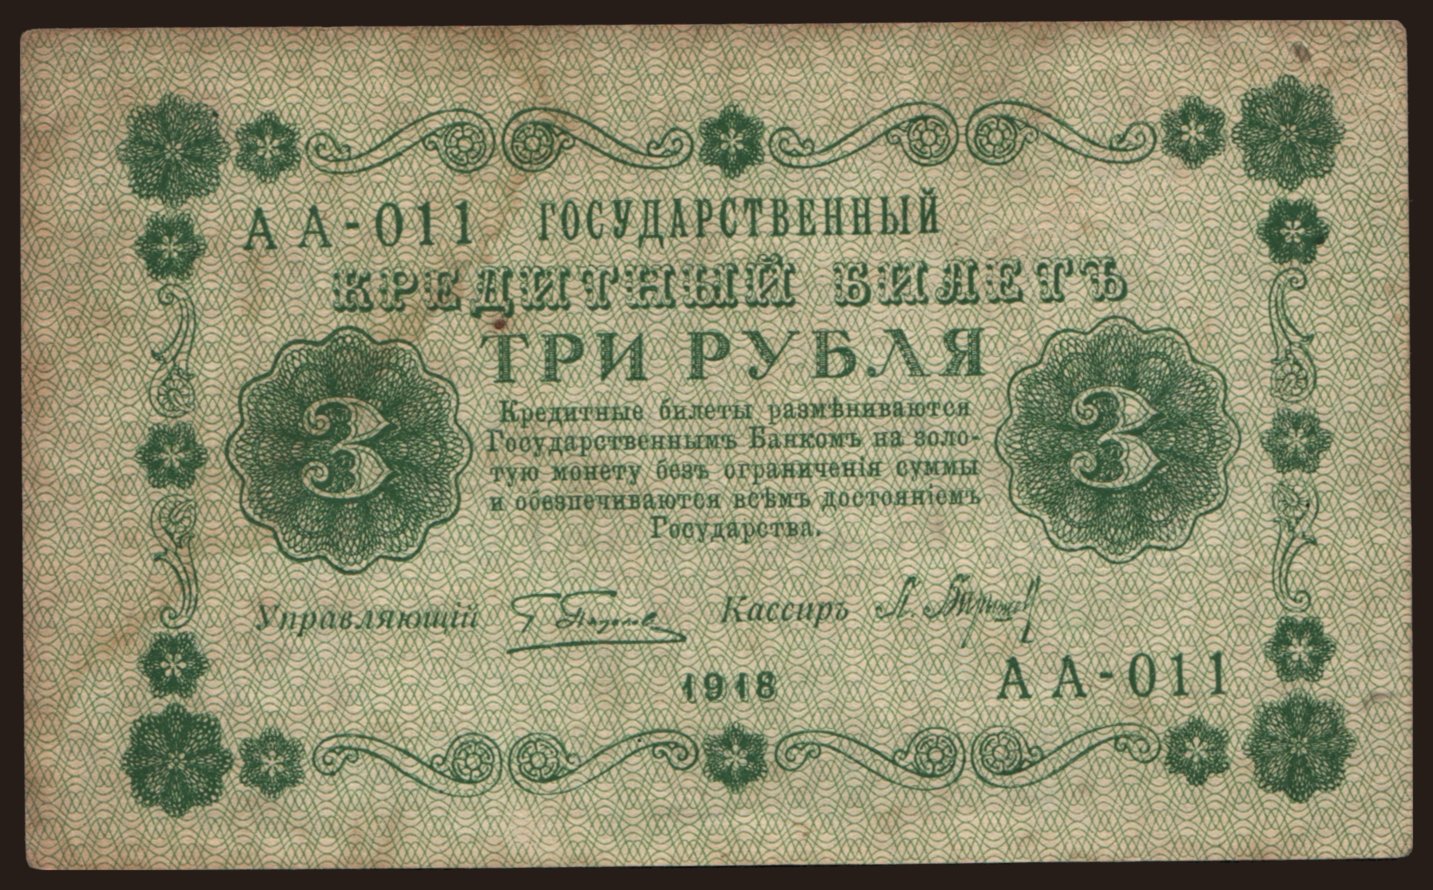 АА-011 ГОСУДАРСТВЕННЫЙ
КРЕДИТНЫЙ БИЛЕТЪ
ТРИ РУБЛЯ
3 3
Кредитные билеты размѣниваются
Государственнымъ Банкомъ на золо-
тую монету безъ ограниченія суммы
и обезпечиваются всѣмъ достояніемъ
Государства.
Управляющій Кассиръ
1918
АА-011